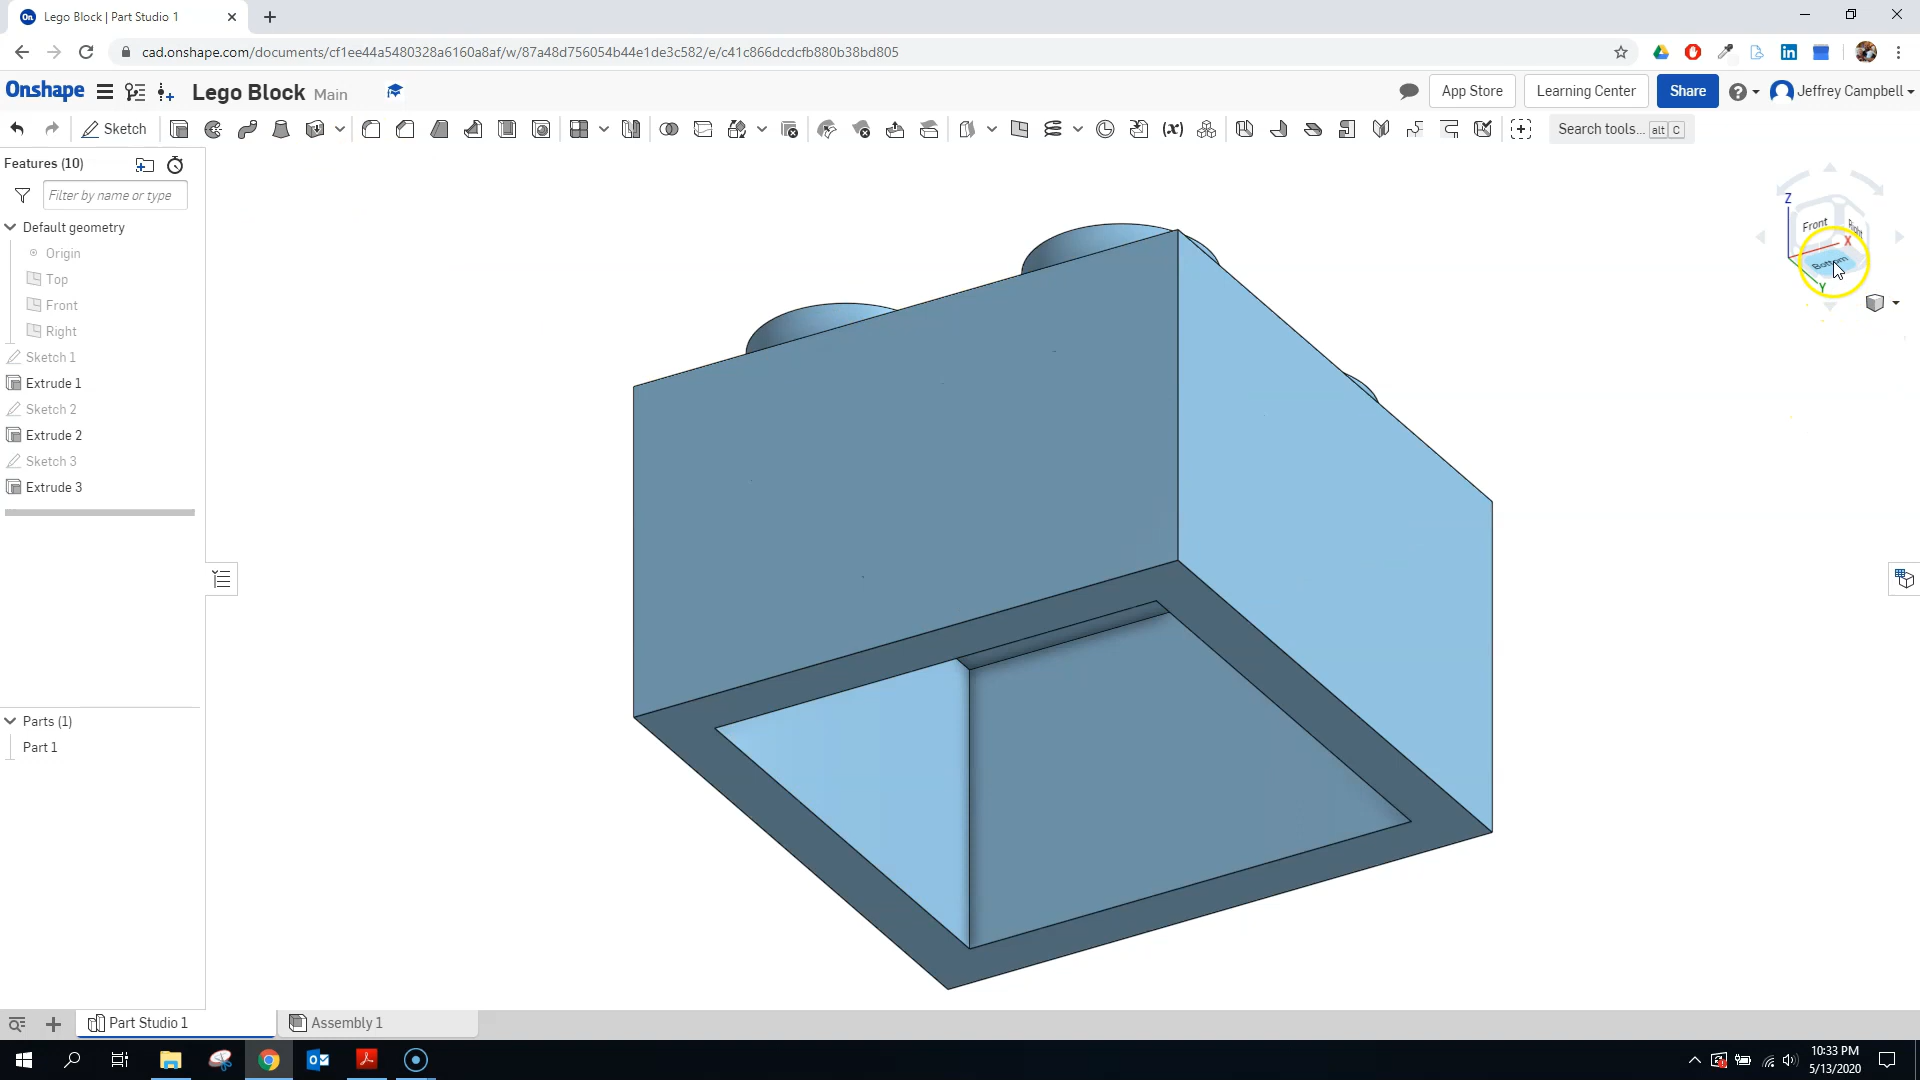 Lego Block | Part Studio 1
cad.onshape.com/documents/cf1ee44a5480328a6160a8af/w/87a48d756054b44e1de3c582/e/c41c866dcdcfb880b38bd805
Onshape
Lego Block Main
App Store
Learning Center
Share
Jeffrey Campbell
Sketch
Search tools... alt C
Features (10)
Filter by name or type
Default geometry
Origin
Top
Front
Right
Sketch 1
Extrude 1
Sketch 2
Extrude 2
Sketch 3
Extrude 3
Parts (1)
Part 1
Z
Front
Right
X
Bottom
Y
Part Studio 1
Assembly 1
10:33 PM
5/13/2020